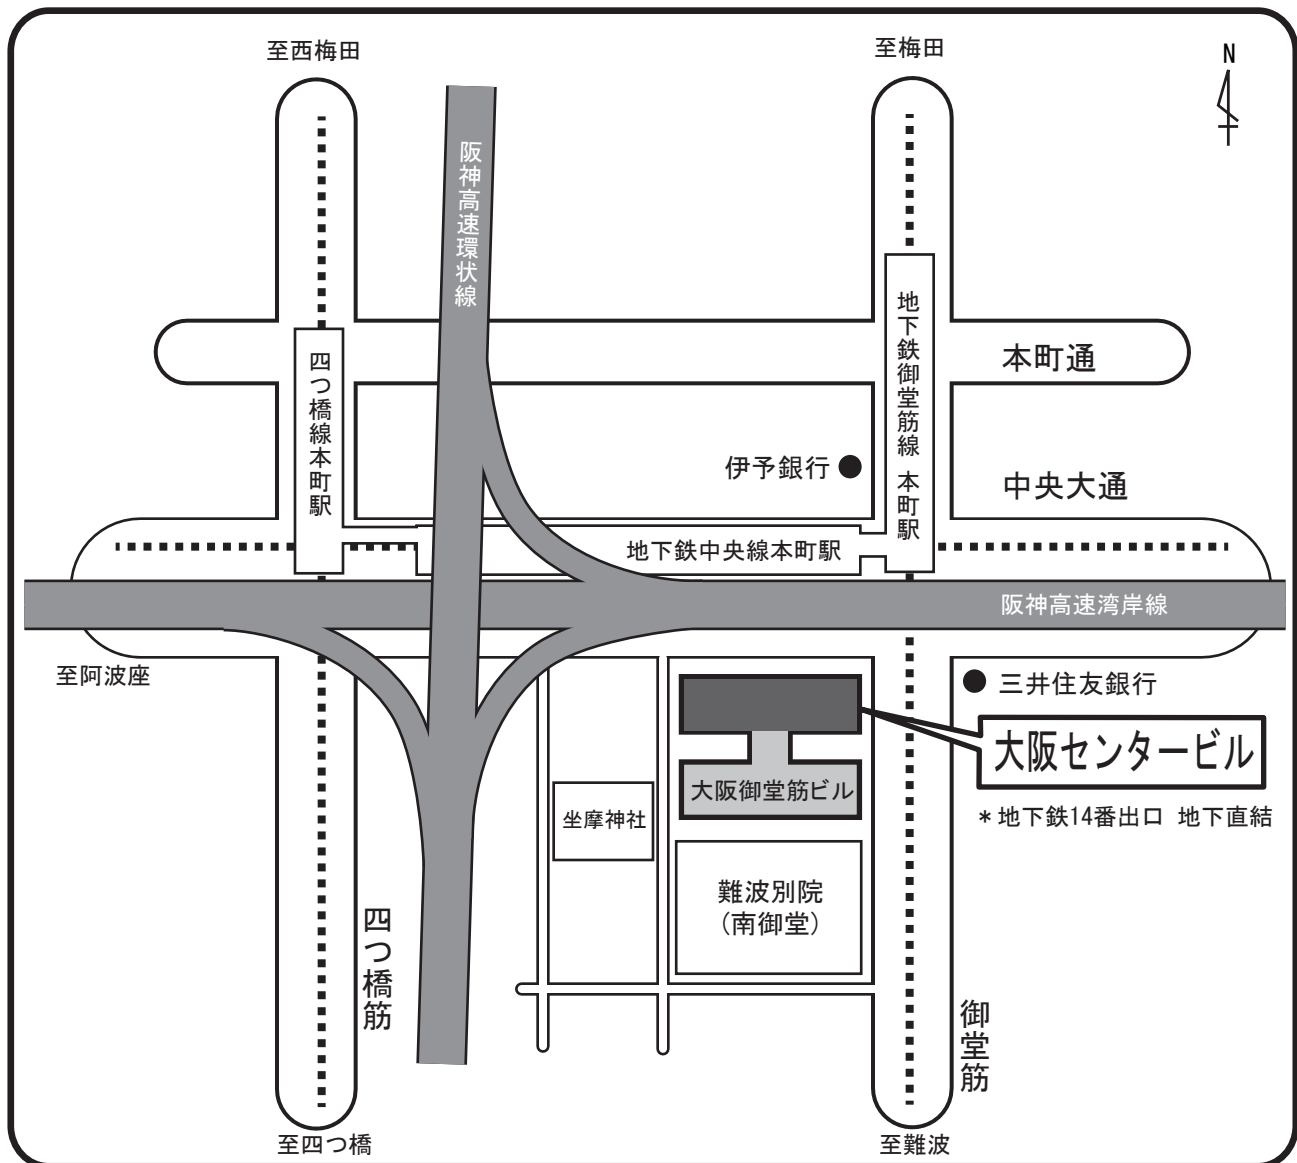 至西梅田
至梅田
N
阪神高速環状線
地下鉄御堂筋線 本町駅
四つ橋線本町駅
本町通
伊予銀行
中央大通
地下鉄中央線本町駅
阪神高速湾岸線
至阿波座
三井住友銀行
大阪センタービル
大阪御堂筋ビル
坐摩神社
*地下鉄14番出口 地下直結
難波別院
(南御堂)
四つ橋筋
御堂筋
至四つ橋
至難波